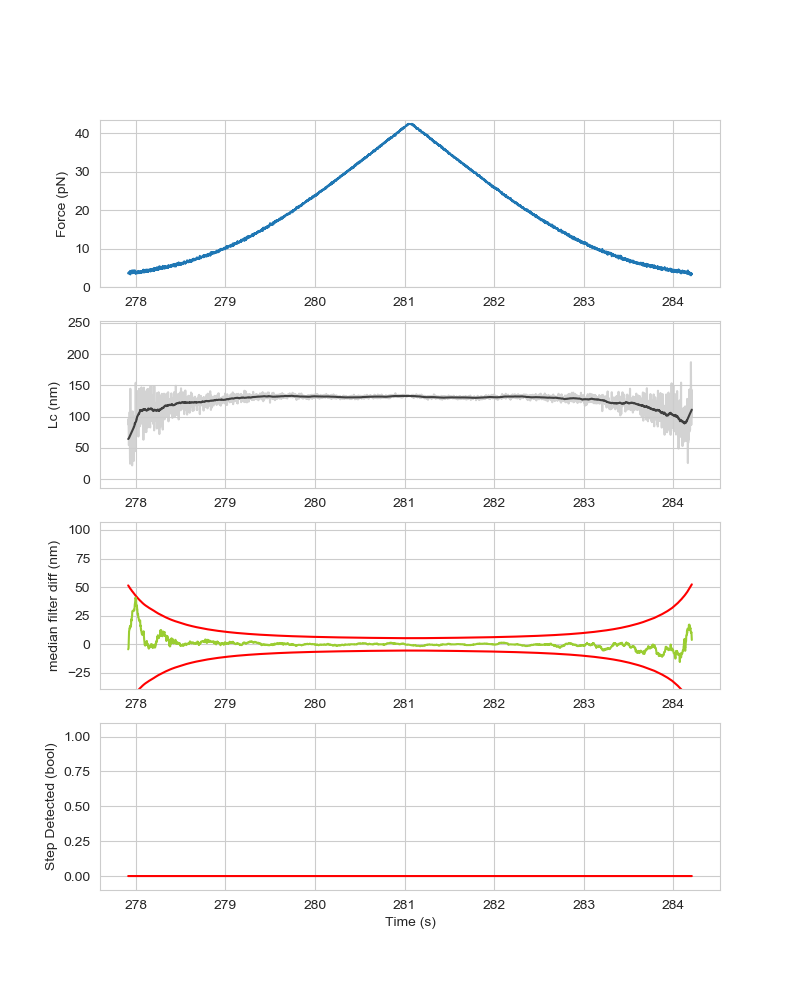 Force (pN)
40
30
20
10
0
278 279 280 281 282 283 284
Lc (nm)
250
200
150
100
50
0
278 279 280 281 282 283 284
median filter diff (nm)
100
75
50
25
0
−25
278 279 280 281 282 283 284
Step Detected (bool)
1.00
0.75
0.50
0.25
0.00
278 279 280 281 282 283 284
Time (s)